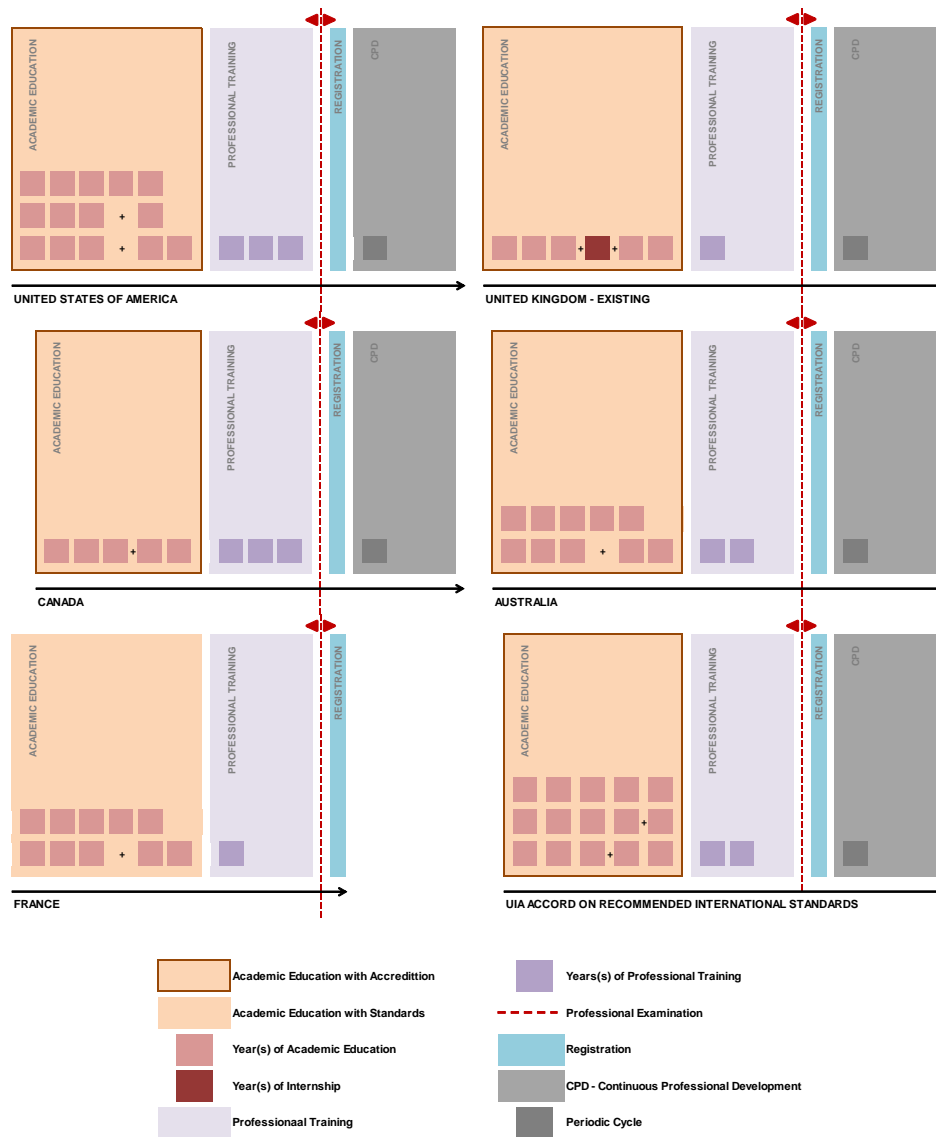 ACADEMIC EDUCATION
PROFESSIONAL TRAINING
REGISTRATION
CPD
+
+
UNITED STATES OF AMERICA
ACADEMIC EDUCATION
PROFESSIONAL TRAINING
REGISTRATION
CPD
+ +
UNITED KINGDOM - EXISTING
ACADEMIC EDUCATION
PROFESSIONAL TRAINING
REGISTRATION
CPD
+
CANADA
ACADEMIC EDUCATION
PROFESSIONAL TRAINING
REGISTRATION
CPD
+
AUSTRALIA
ACADEMIC EDUCATION
PROFESSIONAL TRAINING
REGISTRATION
+
FRANCE
ACADEMIC EDUCATION
PROFESSIONAL TRAINING
REGISTRATION
CPD
+
+
UIA ACCORD ON RECOMMENDED INTERNATIONAL STANDARDS
Academic Education with Accredittion
Academic Education with Standards
Year(s) of Academic Education
Year(s) of Internship
Professionaal Training
Years(s) of Professional Training
Professional Examination
Registration
CPD - Continuous Professional Development
Periodic Cycle